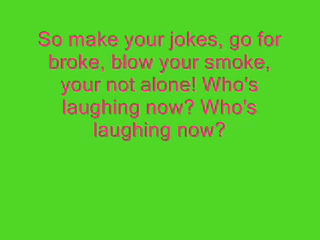 So make your jokes, go for
broke, blow your smoke,
your not alone! Who's
laughing now? Who's
laughing now?